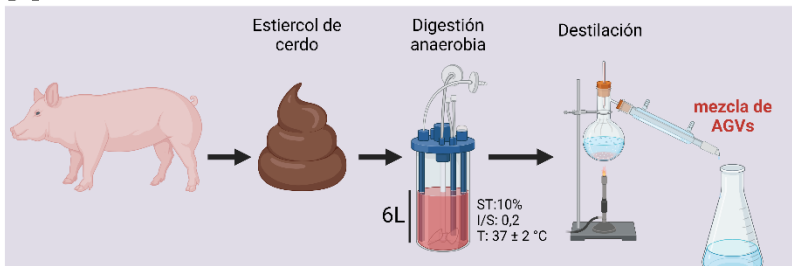 Estiercol de
cerdo
Digestión
anaerobia
Destilación
mezcla de
AGVs
6L
ST:10%
I/S: 0,2
T: 37 ± 2 °C